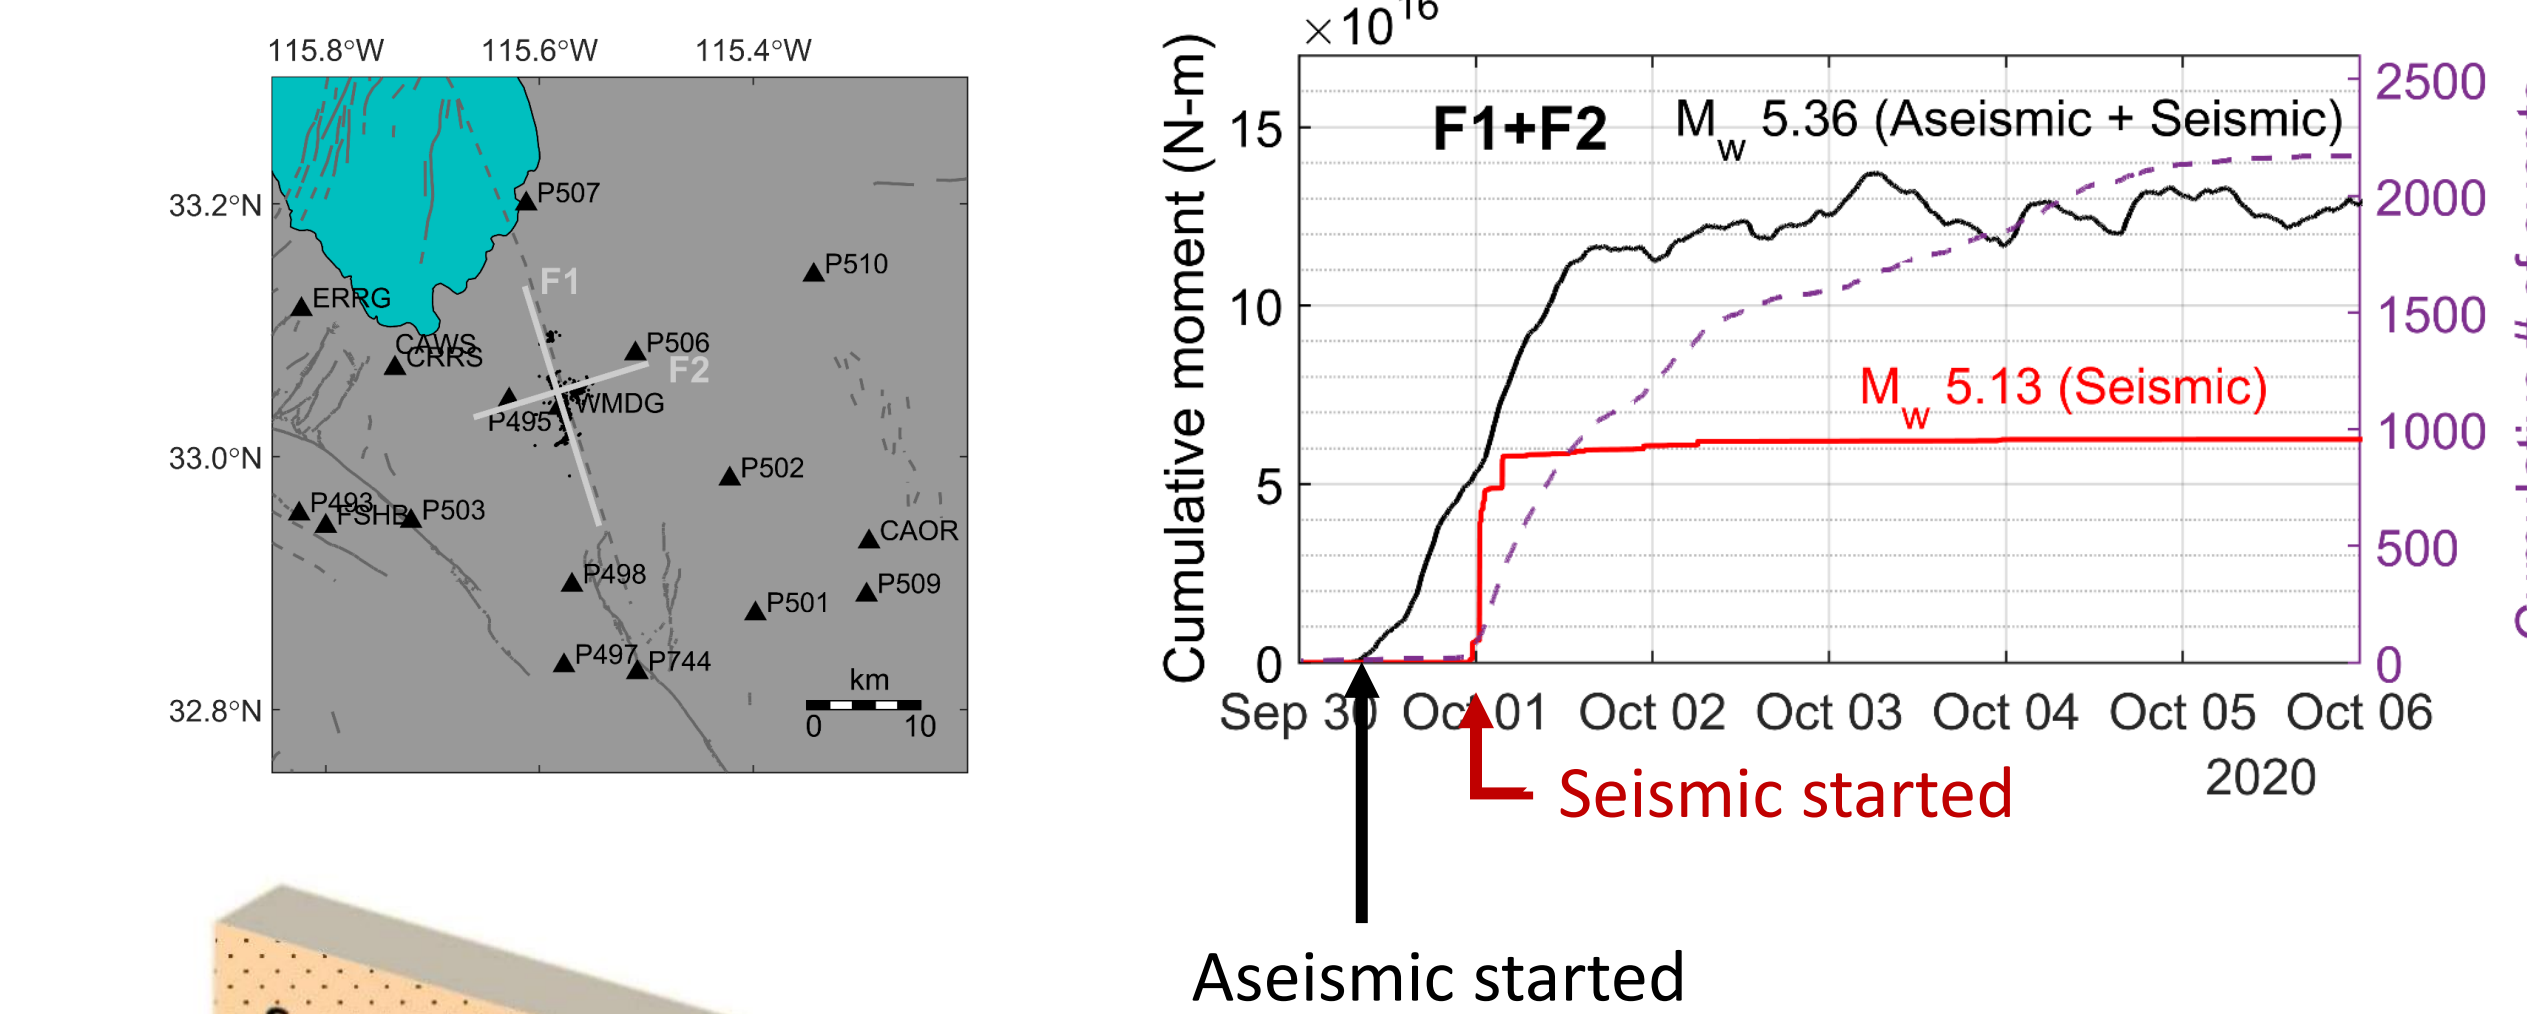 115.8°W
115.6°W
115.4°W
33.2°N
33.0°N
32.8°N
P507
P510
F1
ERRG
P506
CAWS
CRRS
F2
WMDG
P495
P502
P493
FSHB
P503
CAOR
P498
P509
P501
P497
P744
km
0
10
×10^16
Cumulative moment (N-m)
15
10
5
0
F1+F2
Mw 5.36 (Aseismic + Seismic)
Mw 5.13 (Seismic)
2500
2000
1500
1000
500
0
Sep 30
Oct 01
Oct 02
Oct 03
Oct 04
Oct 05
Oct 06
2020
Seismic started
Aseismic started